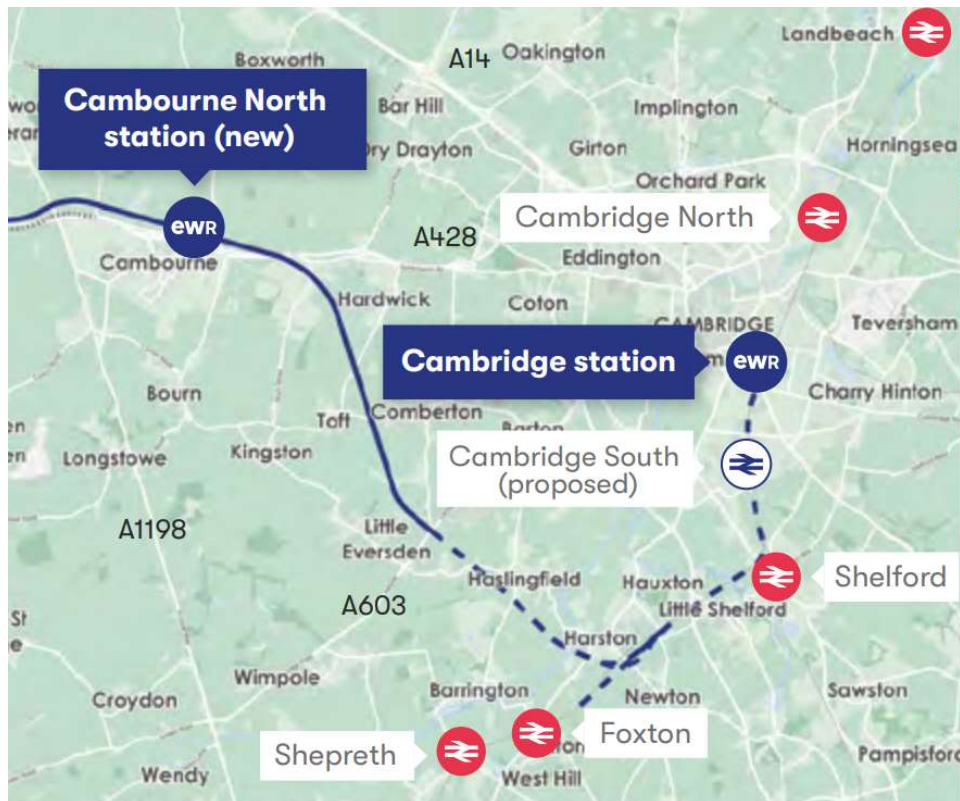 Landbeach
A14 Oakington
Boxworth
Cambourne North
station (new)
Bar Hill
Implington
Dry Drayton
Girton
Horningsea
Orchard Park
Cambridge North
ewR
A428
Cambourne
Eddington
Hardwick
Coton
CAMBRIDGE
Teversham
Cambridge station
ewR
Charry Hinton
Bourn
Comberton
Toft
Barton
Longstowe
Kingston
Cambridge South
(proposed)
A1198
Little
Eversden
Haslingfield
Hauxton
Shelford
A603
Little Shelford
St
e
Harston
Wimpole
Croydon
Barrington
Newton
Sawston
Shepreth
Foxton
Pampisford
Wendy
West Hill